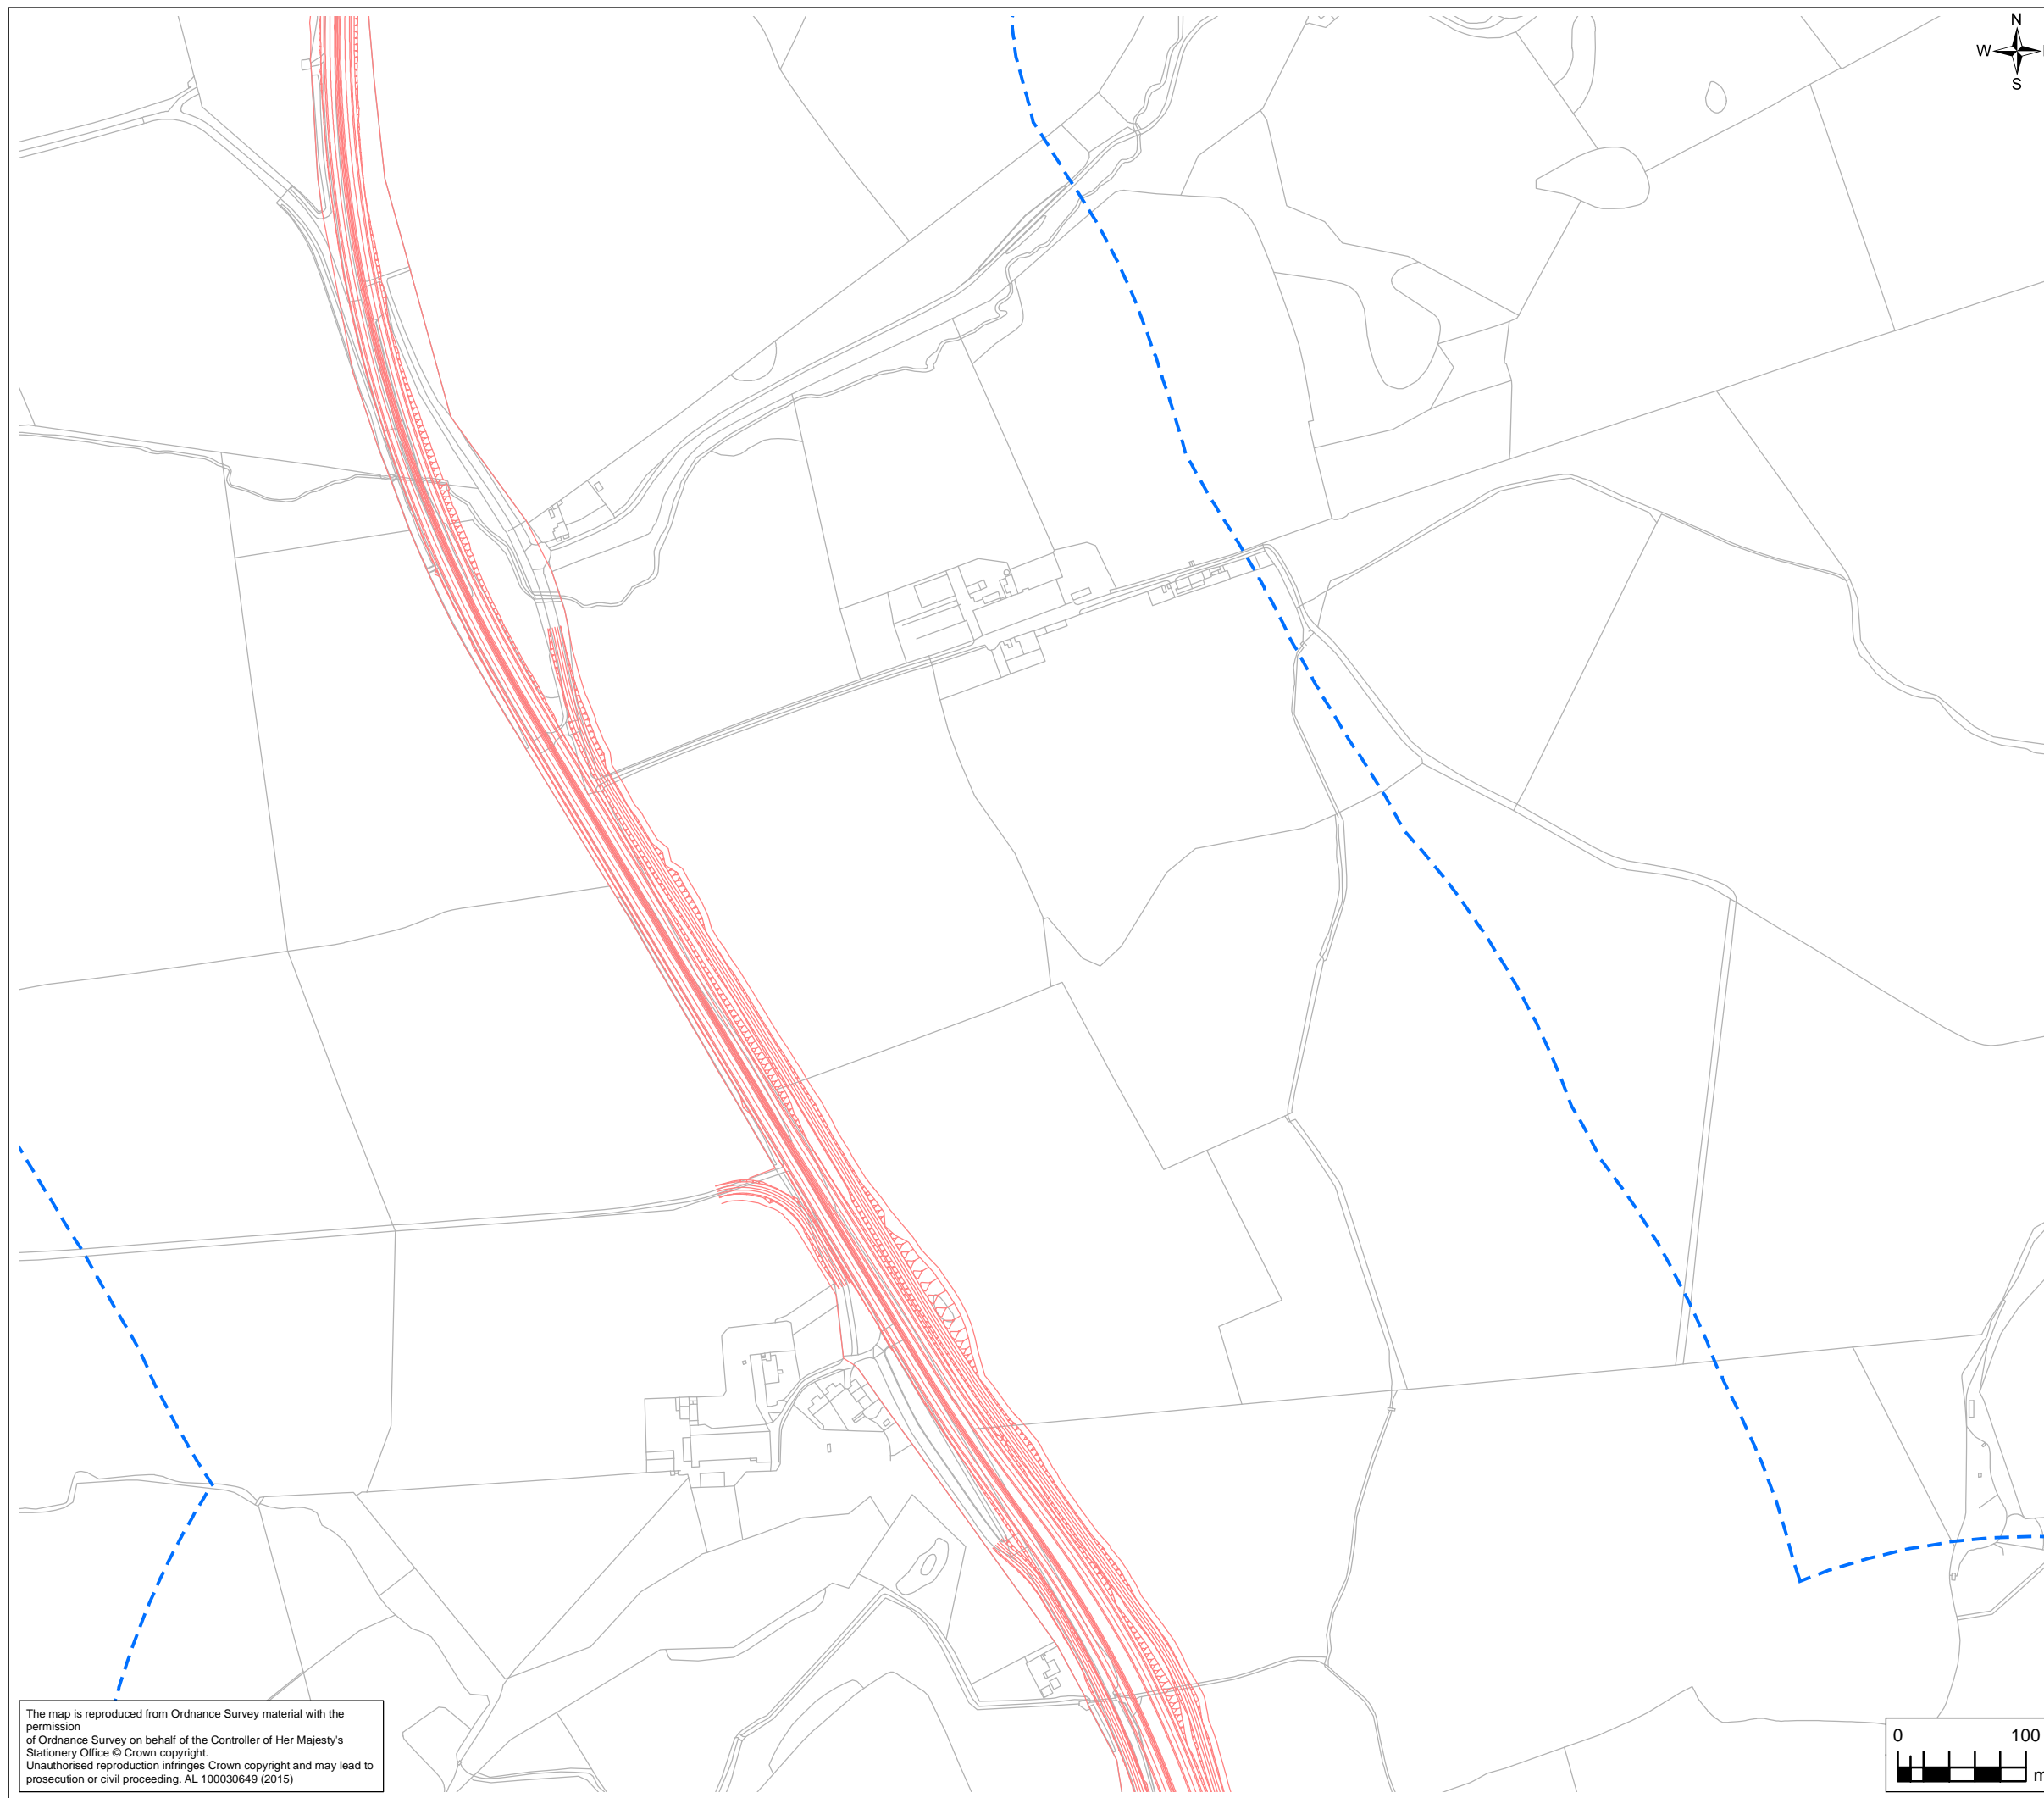 N
W
S
The map is reproduced from Ordnance Survey material with the
permission
of Ordnance Survey on behalf of the Controller of Her Majesty's
Stationery Office © Crown copyright.
Unauthorised reproduction infringes Crown copyright and may lead to
prosecution or civil proceeding. AL 100030649 (2015)
0 100
m